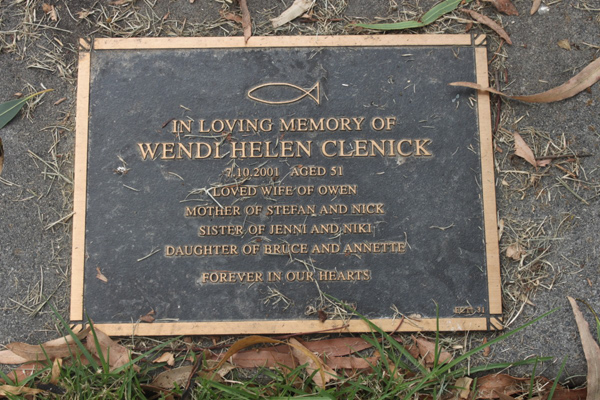 IN LOVING MEMORY OF
WENDI HELEN CLENICK
7.10.2001 AGED 51
LOVED WIFE OF OWEN
MOTHER OF STEFAN AND NICK
SISTER OF JENNI AND NIKI
DAUGHTER OF BRUCE AND ANNETTE
FOREVER IN OUR HEARTS